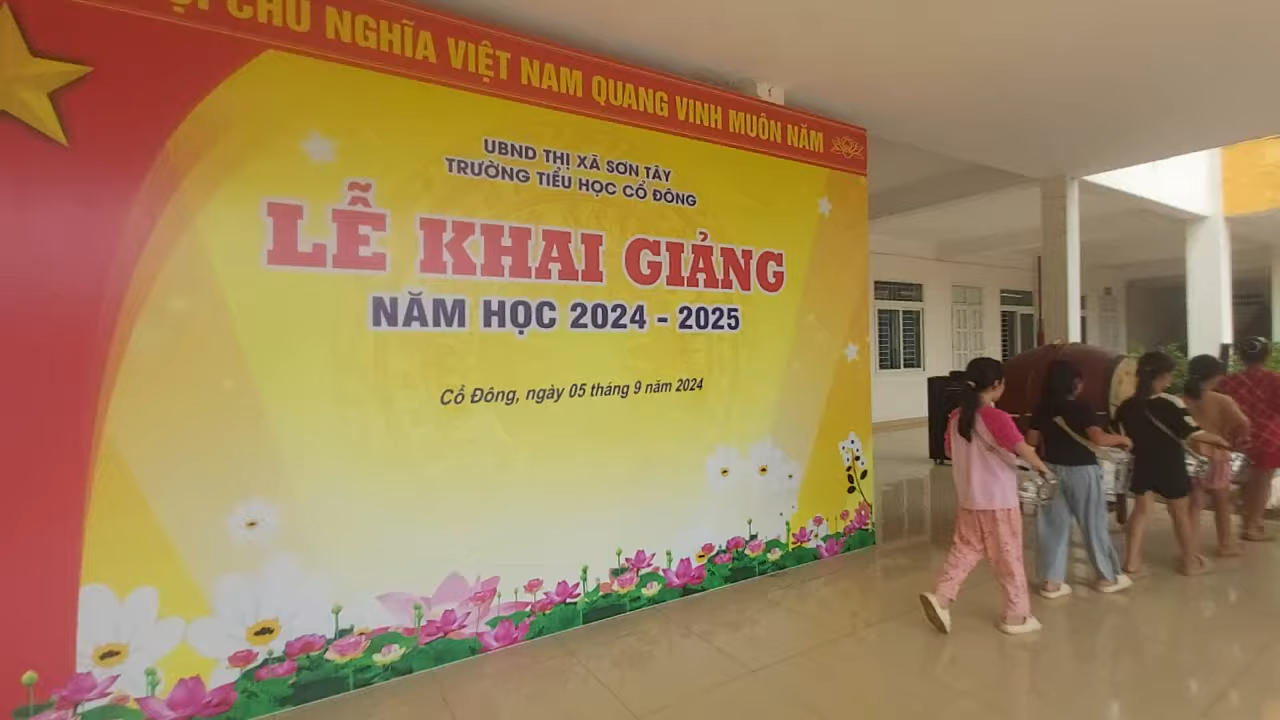 CHỦ NGHĨA VIỆT NAM QUANG VINH MUÔN NĂM
UBND THỊ XÃ SƠN TÂY
TRƯỜNG TIỂU HỌC CỔ ĐÔNG
LỄ KHAI GIẢNG
NĂM HỌC 2024 - 2025
Cổ Đông, ngày 05 tháng 9 năm 2024